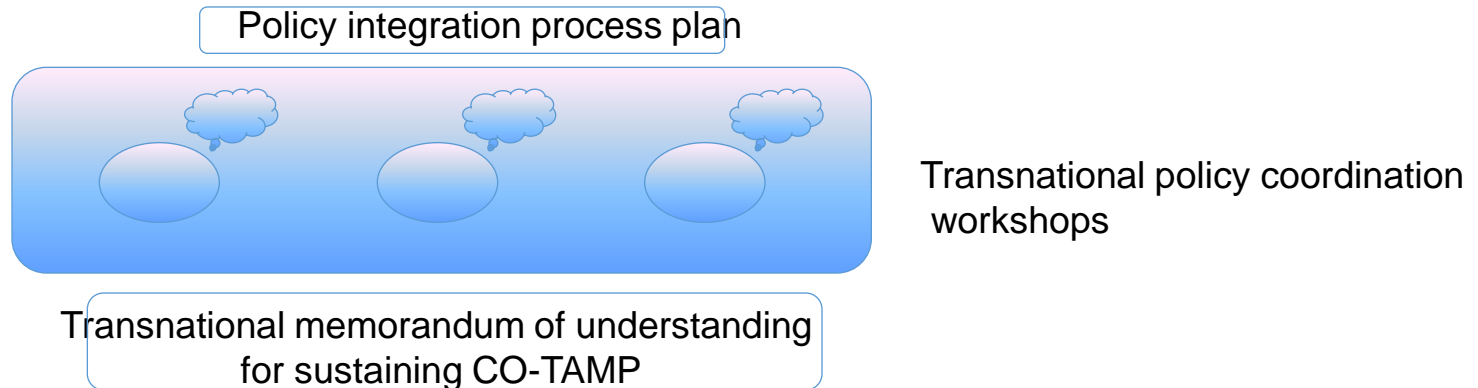 Policy integration process plan
Transnational policy coordination
workshops
Transnational memorandum of understanding
for sustaining CO-TAMP